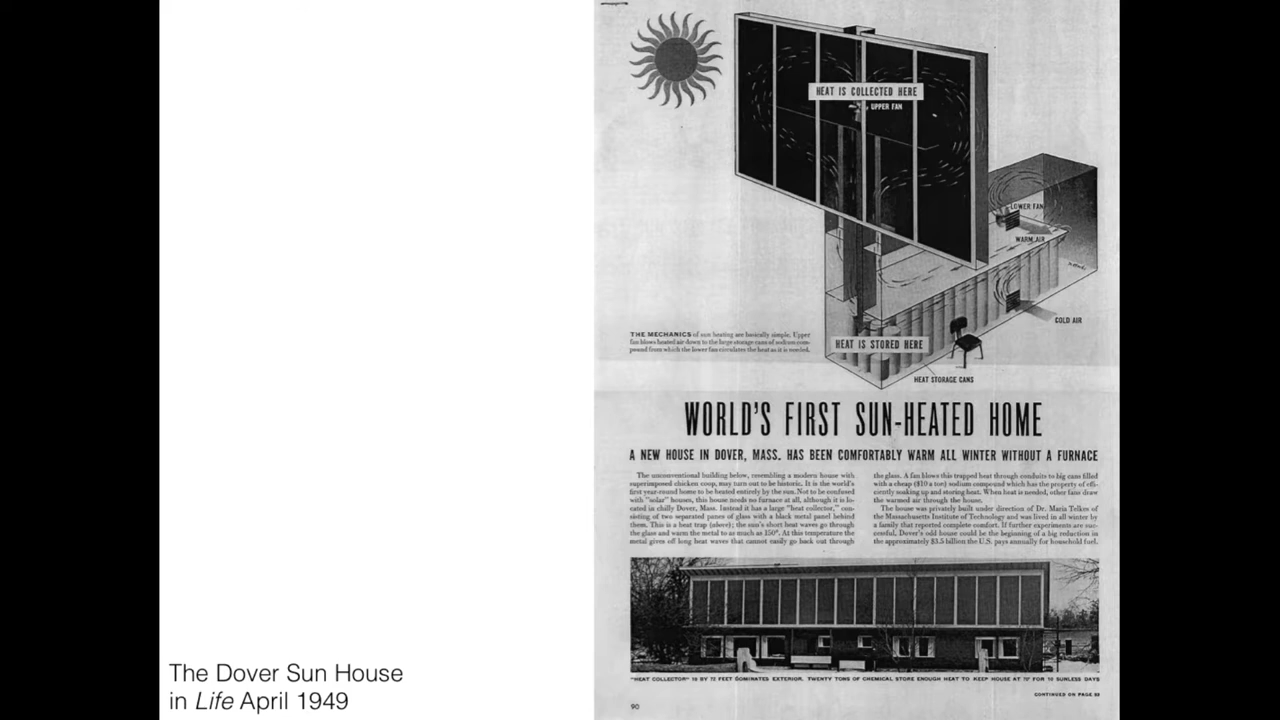 HEAT IS COLLECTED HERE
UPPER FAN
LOWER FAN
WARM AIR
COLD AIR
THE MECHANICS of sun heating are basically simple. Upper
fan blows heated air down to the large storage cans of sodium com-
pound from which the lower fan circulates the heat as it is needed.
HEAT IS STORED HERE
HEAT STORAGE CANS
WORLD'S FIRST SUN-HEATED HOME
A NEW HOUSE IN DOVER, MASS. HAS BEEN COMFORTABLY WARM ALL WINTER WITHOUT A FURNACE
The unconventional building below, resembling a modern house with
superimposed chicken coop, may turn out to be historic. It is the world's
first year-round home to be heated entirely by the sun. Not to be confused
with "solar" houses, this house needs no furnace at all, although it is lo-
cated in chilly Dover, Mass. Instead it has a large "heat collector," con-
sisting of two separated panes of glass with a black metal panel behind
them. This is a heat trap (above); the sun's short heat waves go through
the glass and warm the metal to as much as 150°. At this temperature the
metal gives off long heat waves that cannot easily go back out through
the glass. A fan blows this trapped heat through conduits to big cans filled
with a cheap ($10 a ton) sodium compound which has the property of effi-
ciently soaking up and storing heat. When heat is needed, other fans draw
the warmed air through the house.
The house was privately built under direction of Dr. Maria Telkes of
the Massachusetts Institute of Technology and was lived in all winter by
a family that reported complete comfort. If further experiments are suc-
cessful, Dover's odd house could be the beginning of a big reduction in
the approximately $3.5 billion the U.S. pays annually for household fuel.
"HEAT COLLECTOR" 10 BY 75 FEET DOMINATES EXTERIOR. TWENTY TONS OF CHEMICAL STORE ENOUGH HEAT TO KEEP HOUSE AT 70° FOR 10 SUNLESS DAYS
CONTINUED ON PAGE
90
The Dover Sun House
in Life April 1949